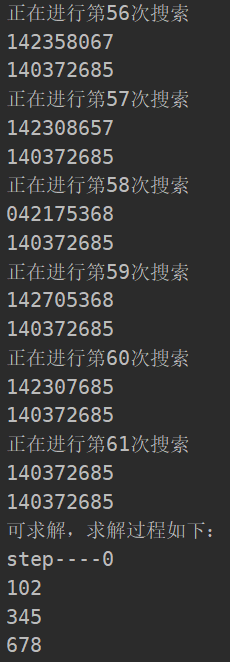 正在进行第56次搜索
142358067
140372685
正在进行第57次搜索
142308657
140372685
正在进行第58次搜索
042175368
140372685
正在进行第59次搜索
142705368
140372685
正在进行第60次搜索
142307685
140372685
正在进行第61次搜索
140372685
140372685
可求解，求解过程如下：
step----0
102
345
678